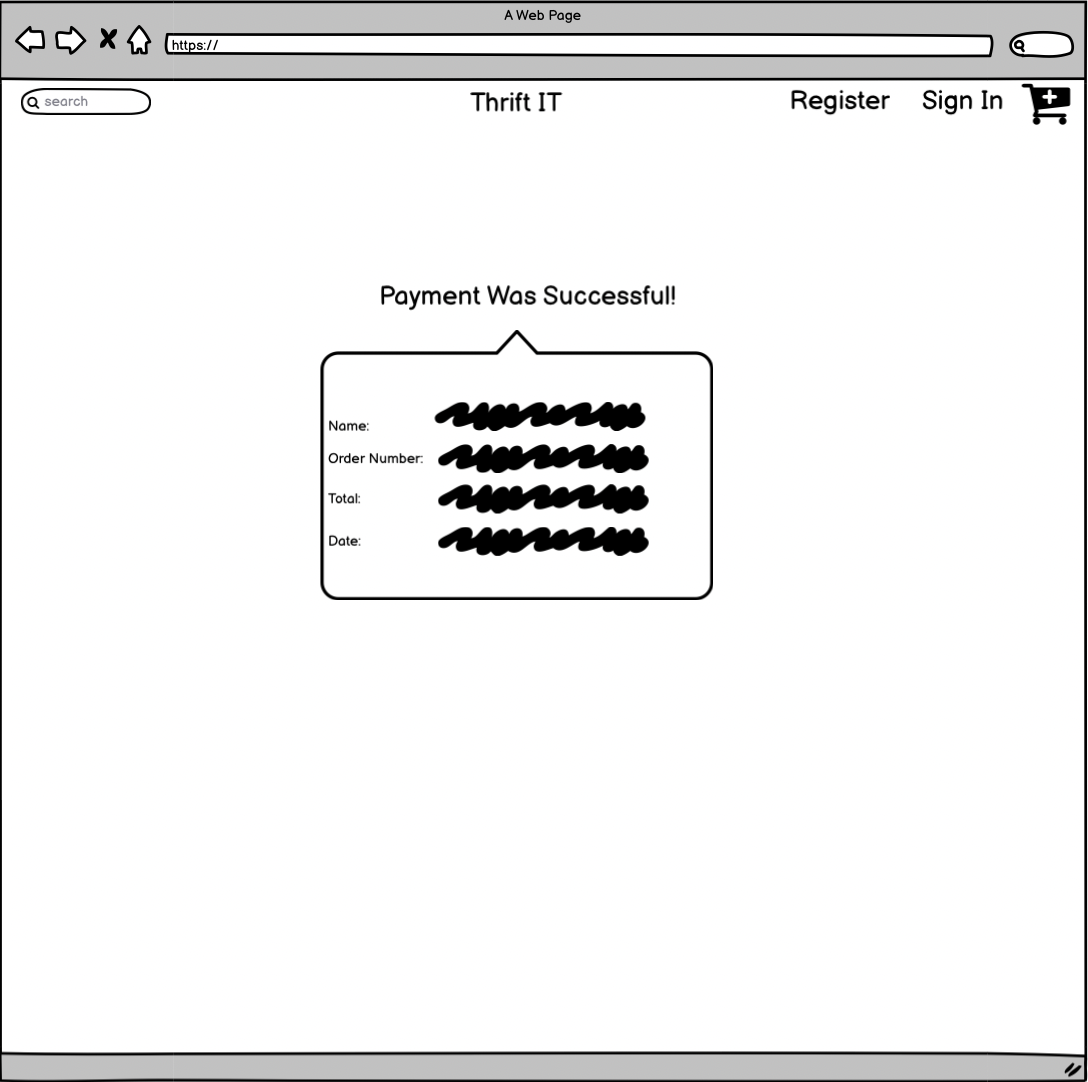 A Web Page
https://
search
Thrift IT
Register
Sign In
Payment Was Successful!
Name:
Order Number:
Total:
Date: